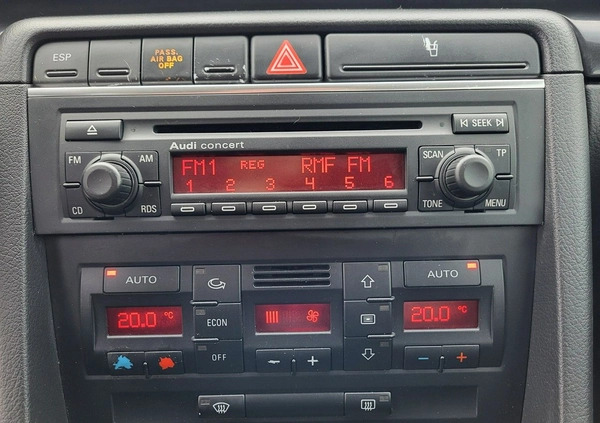 ESP
PASS.
AIR BAG
OFF
Audi concert
SEEK
FM AM
CD RDS
FM1 REG RMF FM
1 2 3 4 5 6
SCAN TP
TONE MENU
AUTO
AUTO
20.0 °C
ECON
OFF
20.0 °C